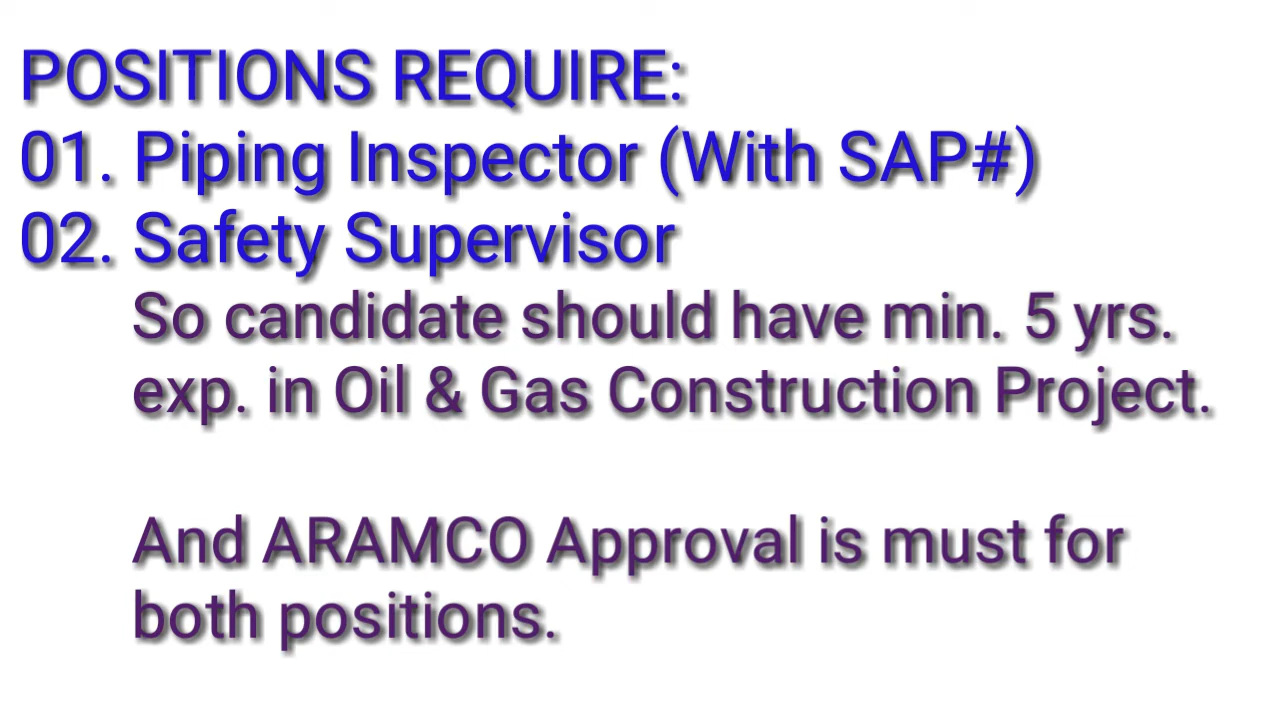 POSITIONS REQUIRE:
01. Piping Inspector (With SAP#)
02. Safety Supervisor
So candidate should have min. 5 yrs.
exp. in Oil & Gas Construction Project.
And ARAMCO Approval is must for
both positions.